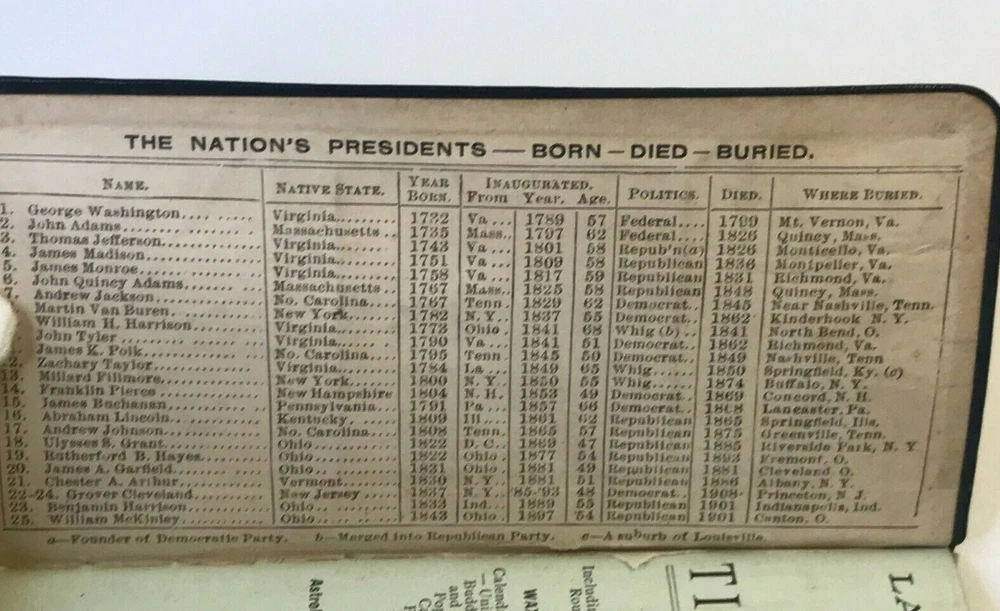 THE NATION'S PRESIDENTS — BORN — DIED — BURIED.
NAME. NATIVE STATE. YEAR BORN. INAUGURATED. From Year. Age. POLITICS. DIED. WHERE BURIED.
1. George Washington.... ...... Virginia......... 1732 Va... 1789 57 Federal.... 1799 Mt. Vernon, Va.
2. John Adams........ ........ Massachusetts .. 1735 Mass.. 1797 62 Federal.... 1826 Quincy, Mass.
3. Thomas Jefferson............ Virginia......... 1743 Va... 1801 58 Repub'n(a) 1826 Monticello, Va.
4. James Madison.............. Virginia......... 1751 Va... 1809 58 Republican 1836 Montpelier, Va.
5. James Monroe............... Virginia......... 1758 Va... 1817 59 Republican 1831 Richmond, Va.
6. John Quincy Adams......... Massachusetts .. 1767 Mass.. 1825 58 Republican 1848 Quincy, Mass.
7. Andrew Jackson............. No. Carolina.... 1767 Tenn. 1829 62 Democrat.. 1845 Near Nashville, Tenn.
Martin Van Buren........... New York....... 1782 N. Y.. 1837 55 Democrat.. 1862 Kinderhook N. Y.
William H. Harrison......... Virginia......... 1773 Ohio. 1841 68 Whig (b).. 1841 North Bend, O.
John Tyler ................. Virginia......... 1790 Va... 1841 51 Democrat.. 1862 Richmond, Va.
James K. Polk............... No. Carolina.... 1795 Tenn 1845 50 Democrat.. 1849 Nashville, Tenn
2. Zachary Taylor.............. Virginia......... 1784 La... 1849 65 Whig...... 1850 Springfield, Ky. (c)
13. Millard Fillmore............ New York....... 1800 N. Y.. 1850 55 Whig...... 1874 Buffalo, N. Y.
14. Franklin Pierce ............ New Hampshire 1804 N. H. 1853 49 Democrat.. 1869 Concord, N. H.
15. James Buchanan............ Pennsylvania.... 1791 Pa... 1857 66 Democrat.. 1868 Lancaster, Pa.
16. Abraham Lincoln........... Kentucky....... 1809 Ill.... 1861 52 Republican 1865 Springfield, Ills.
17. Andrew Johnson............ No. Carolina.... 1808 Tenn. 1865 57 Republican 1875 Greenville, Tenn.
18. Ulysses S. Grant............ Ohio............ 1822 D. C.. 1869 47 Republican 1885 Riverside Park, N. Y
19. Rutherford B. Hayes........ Ohio............ 1822 Ohio. 1877 54 Republican 1893 Fremont, O.
20. James A. Garfield........... Ohio............ 1831 Ohio. 1881 49 Republican 1881 Cleveland O.
21. Chester A. Arthur........... Vermont........ 1830 N. Y.. 1881 51 Republican 1886 Albany, N. Y.
22-24. Grover Cleveland........ New Jersey ..... 1837 N. Y.. '85-'93 48 Democrat.. 1908 Princeton, N J.
23. Benjamin Harrison.......... Ohio............ 1833 Ind... 1889 55 Republican 1901 Indianapolis, Ind.
25. William McKinley........... Ohio............ 1843 Ohio. 1897 54 Republican 1901 Canton, O.
a—Founder of Democratic Party. b—Merged into Republican Party. c—A suburb of Louisville.
Astrol
Calend
—Uni
Budd
and
Pop
WA
Includi
Rou
TI
LA